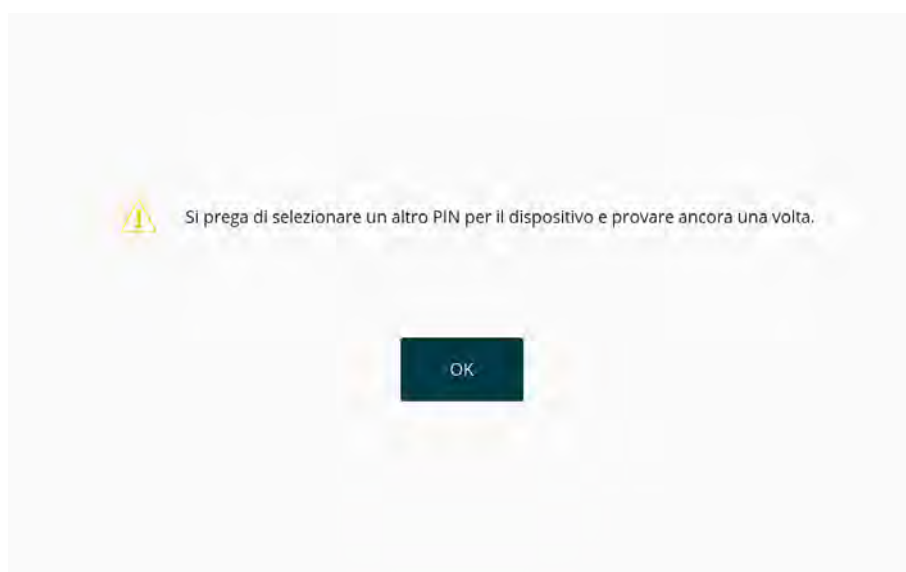 Si prega di selezionare un altro PIN per il dispositivo e provare ancora una volta.
OK